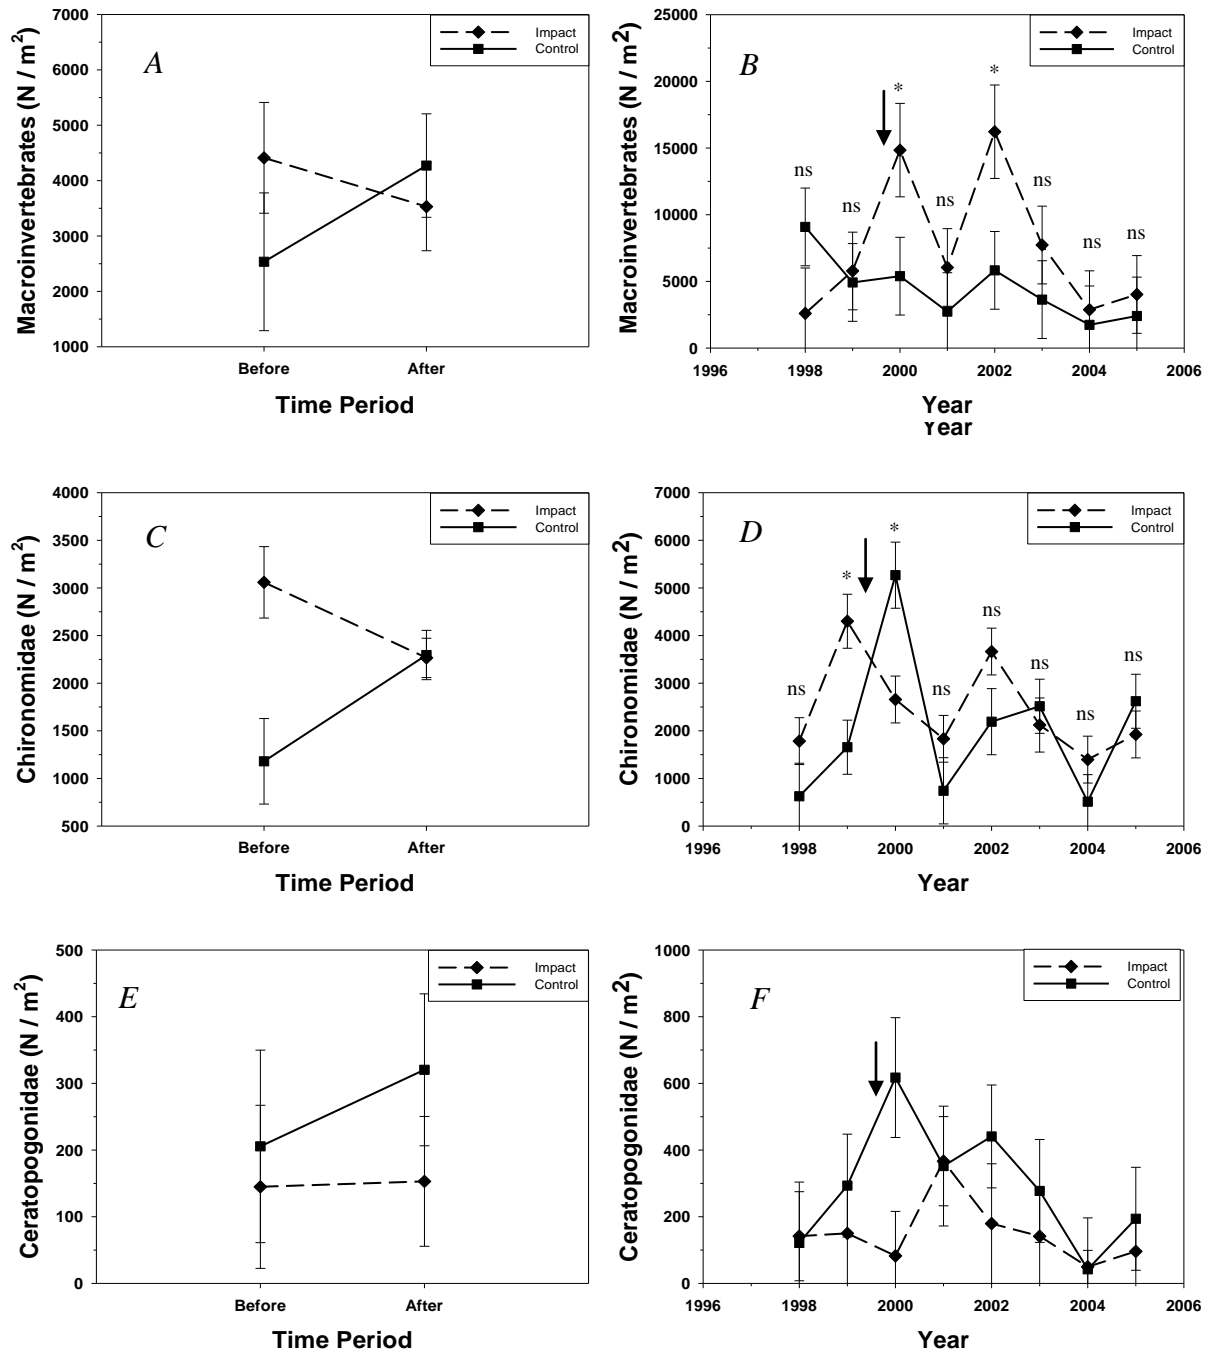 A
Macroinvertebrates (N / m2)
7000
6000
5000
4000
3000
2000
1000
Impact
Control
Before
After
Time Period
B
Macroinvertebrates (N / m2)
25000
20000
15000
10000
5000
0
Impact
Control
ns
ns
*
ns
*
ns
ns
ns
1996
1998
2000
2002
2004
2006
Year
Year
C
Chironomidae (N / m2)
4000
3500
3000
2500
2000
1500
1000
500
Impact
Control
Before
After
Time Period
D
Chironomidae (N / m2)
7000
6000
5000
4000
3000
2000
1000
0
Impact
Control
ns
*
*
ns
ns
ns
ns
ns
1996
1998
2000
2002
2004
2006
Year
E
Ceratopogonidae (N / m2)
500
400
300
200
100
0
Impact
Control
Before
After
Time Period
F
Ceratopogonidae (N / m2)
1000
800
600
400
200
0
Impact
Control
1996
1998
2000
2002
2004
2006
Year